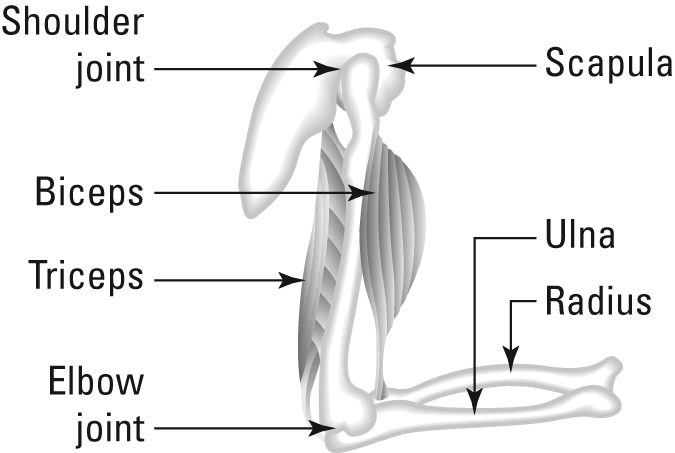 Shoulder
joint
Scapula
Biceps
Ulna
Triceps
Radius
Elbow
joint